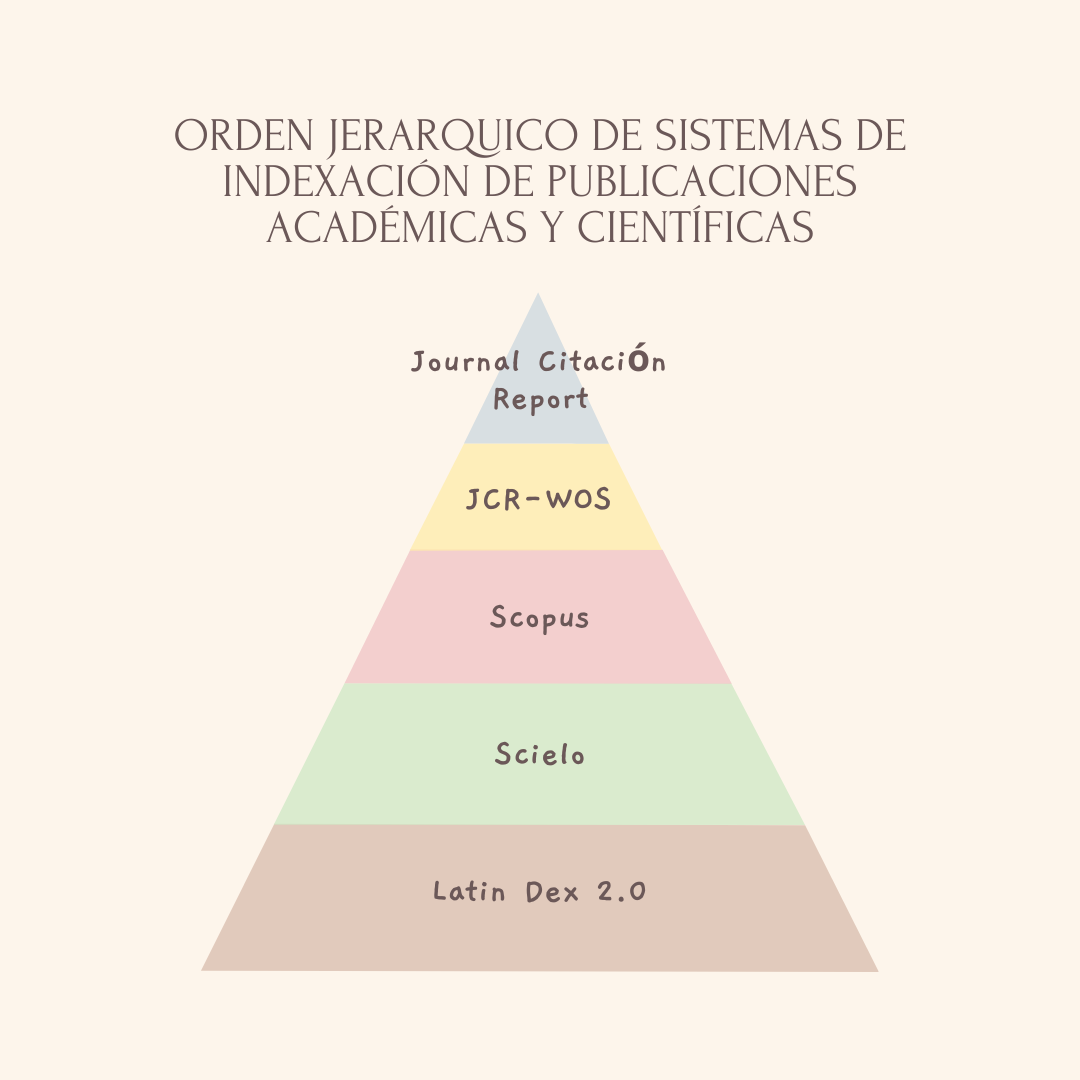 ORDEN JERARQUICO DE SISTEMAS DE
INDEXACIÓN DE PUBLICACIONES
ACADÉMICAS Y CIENTÍFICAS
Journal Citación
Report
JCR-WOS
Scopus
Scielo
Latin Dex 2.0